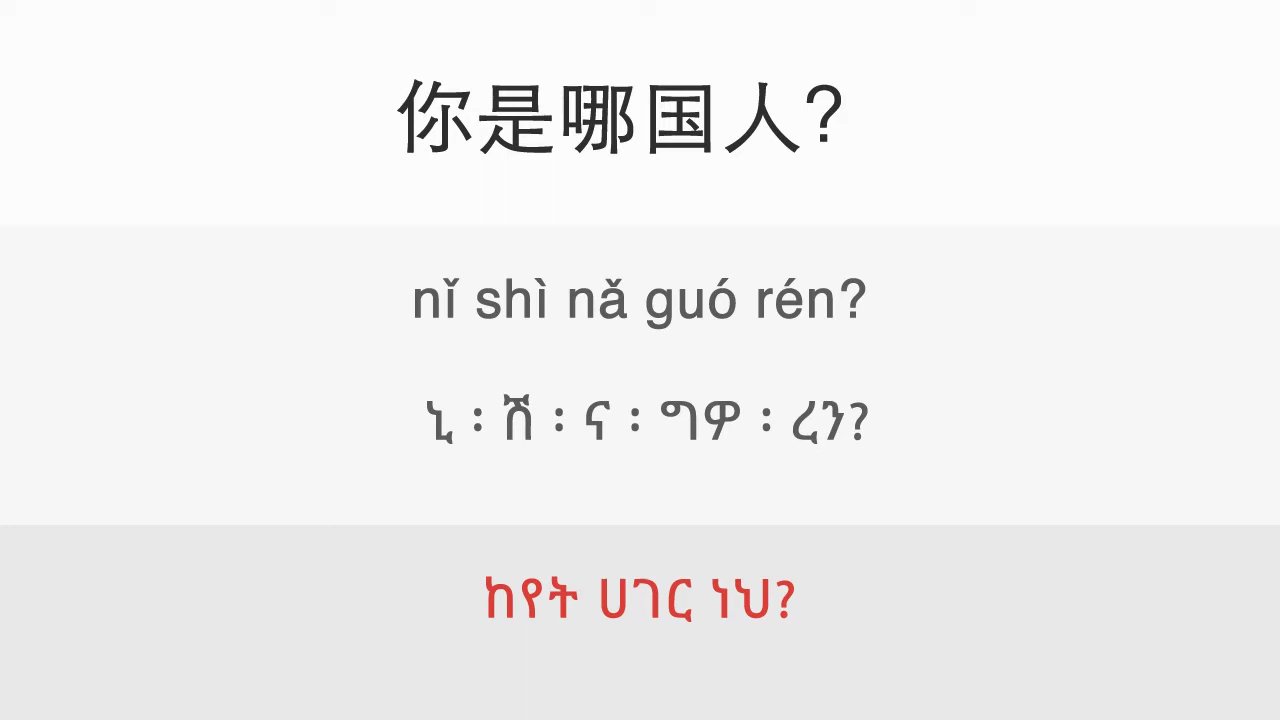 你是哪国人?
nǐ shì nǎ guó rén?
ኒ ፡ ሽ ፡ ና ፡ ግዎ ፡ ረን?
ከየት ሀገር ነህ?